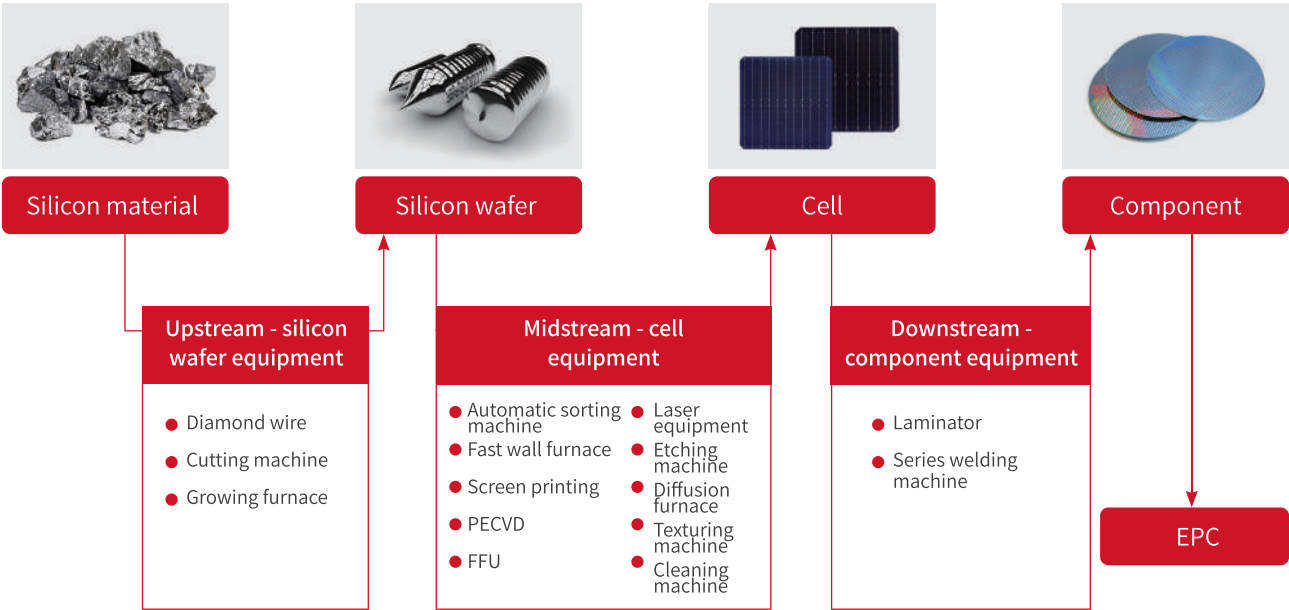 Silicon material
Silicon wafer
Cell
Component
Upstream - silicon
wafer equipment
Diamond wire
Cutting machine
Growing furnace
Midstream - cell
equipment
Automatic sorting
machine
Fast wall furnace
Screen printing
PECVD
FFU
Laser
equipment
Etching
machine
Diffusion
furnace
Texturing
machine
Cleaning
machine
Downstream -
component equipment
Laminator
Series welding
machine
EPC